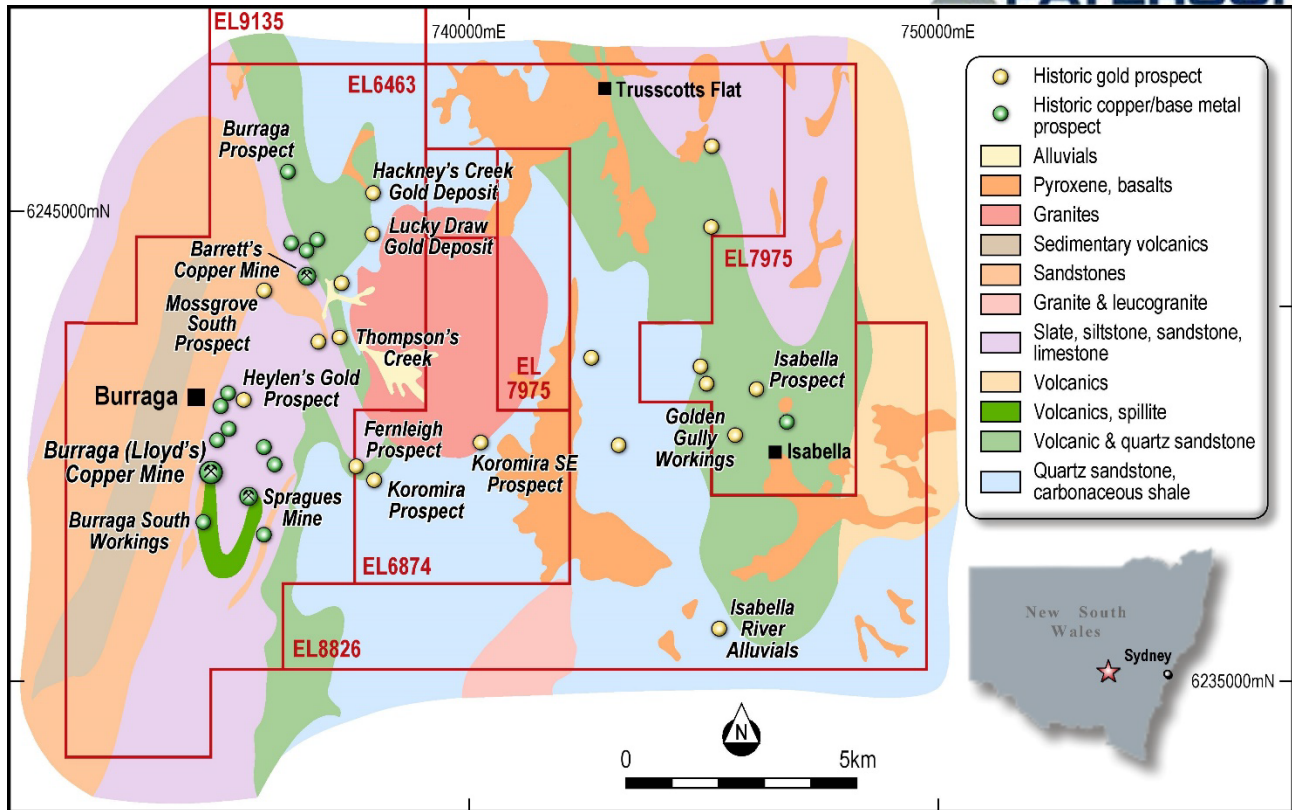 EL9135
740000mE
750000mE
EL6463
Trusscotts Flat
Burraga
Prospect
Hackney's Creek
Gold Deposit
6245000mN
Lucky Draw
Gold Deposit
Barrett's
Copper Mine
EL7975
Mossgrove
South
Prospect
Thompson's
Creek
EL
7975
Isabella
Prospect
Burraga
Heylen's Gold
Prospect
Golden
Gully
Workings
Isabella
Burraga (Lloyd's)
Copper Mine
Fernleigh
Prospect
Koromira SE
Prospect
Koromira
Prospect
Spragues
Mine
Burraga South
Workings
EL6874
EL8826
Isabella
River
Alluvials
N
0
5km
Historic gold prospect
Historic copper/base metal
prospect
Alluvials
Pyroxene, basalts
Granites
Sedimentary volcanics
Sandstones
Granite & leucogranite
Slate, siltstone, sandstone,
limestone
Volcanics
Volcanics, spillite
Volcanic & quartz sandstone
Quartz sandstone,
carbonaceous shale
New South
Wales
Sydney
6235000mN